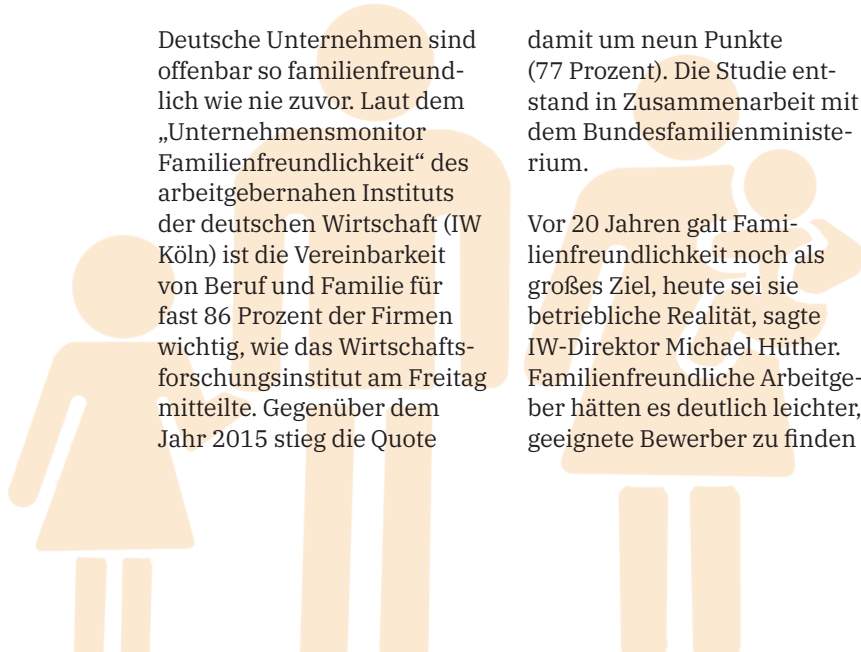 Deutsche Unternehmen sind
offenbar so familienfreund-
lich wie nie zuvor. Laut dem
„Unternehmensmonitor
Familienfreundlichkeit“ des
arbeitgebernahen Instituts
der deutschen Wirtschaft (IW
Köln) ist die Vereinbarkeit
von Beruf und Familie für
fast 86 Prozent der Firmen
wichtig, wie das Wirtschafts-
forschungsinstitut am Freitag
mitteilte. Gegenüber dem
Jahr 2015 stieg die Quote
damit um neun Punkte
(77 Prozent). Die Studie ent-
stand in Zusammenarbeit mit
dem Bundesfamilienministe-
rium.
Vor 20 Jahren galt Fami-
lienfreundlichkeit noch als
großes Ziel, heute sei sie
betriebliche Realität, sagte
IW-Direktor Michael Hüther.
Familienfreundliche Arbeitge-
ber hätten es deutlich leichter,
geeignete Bewerber zu finden